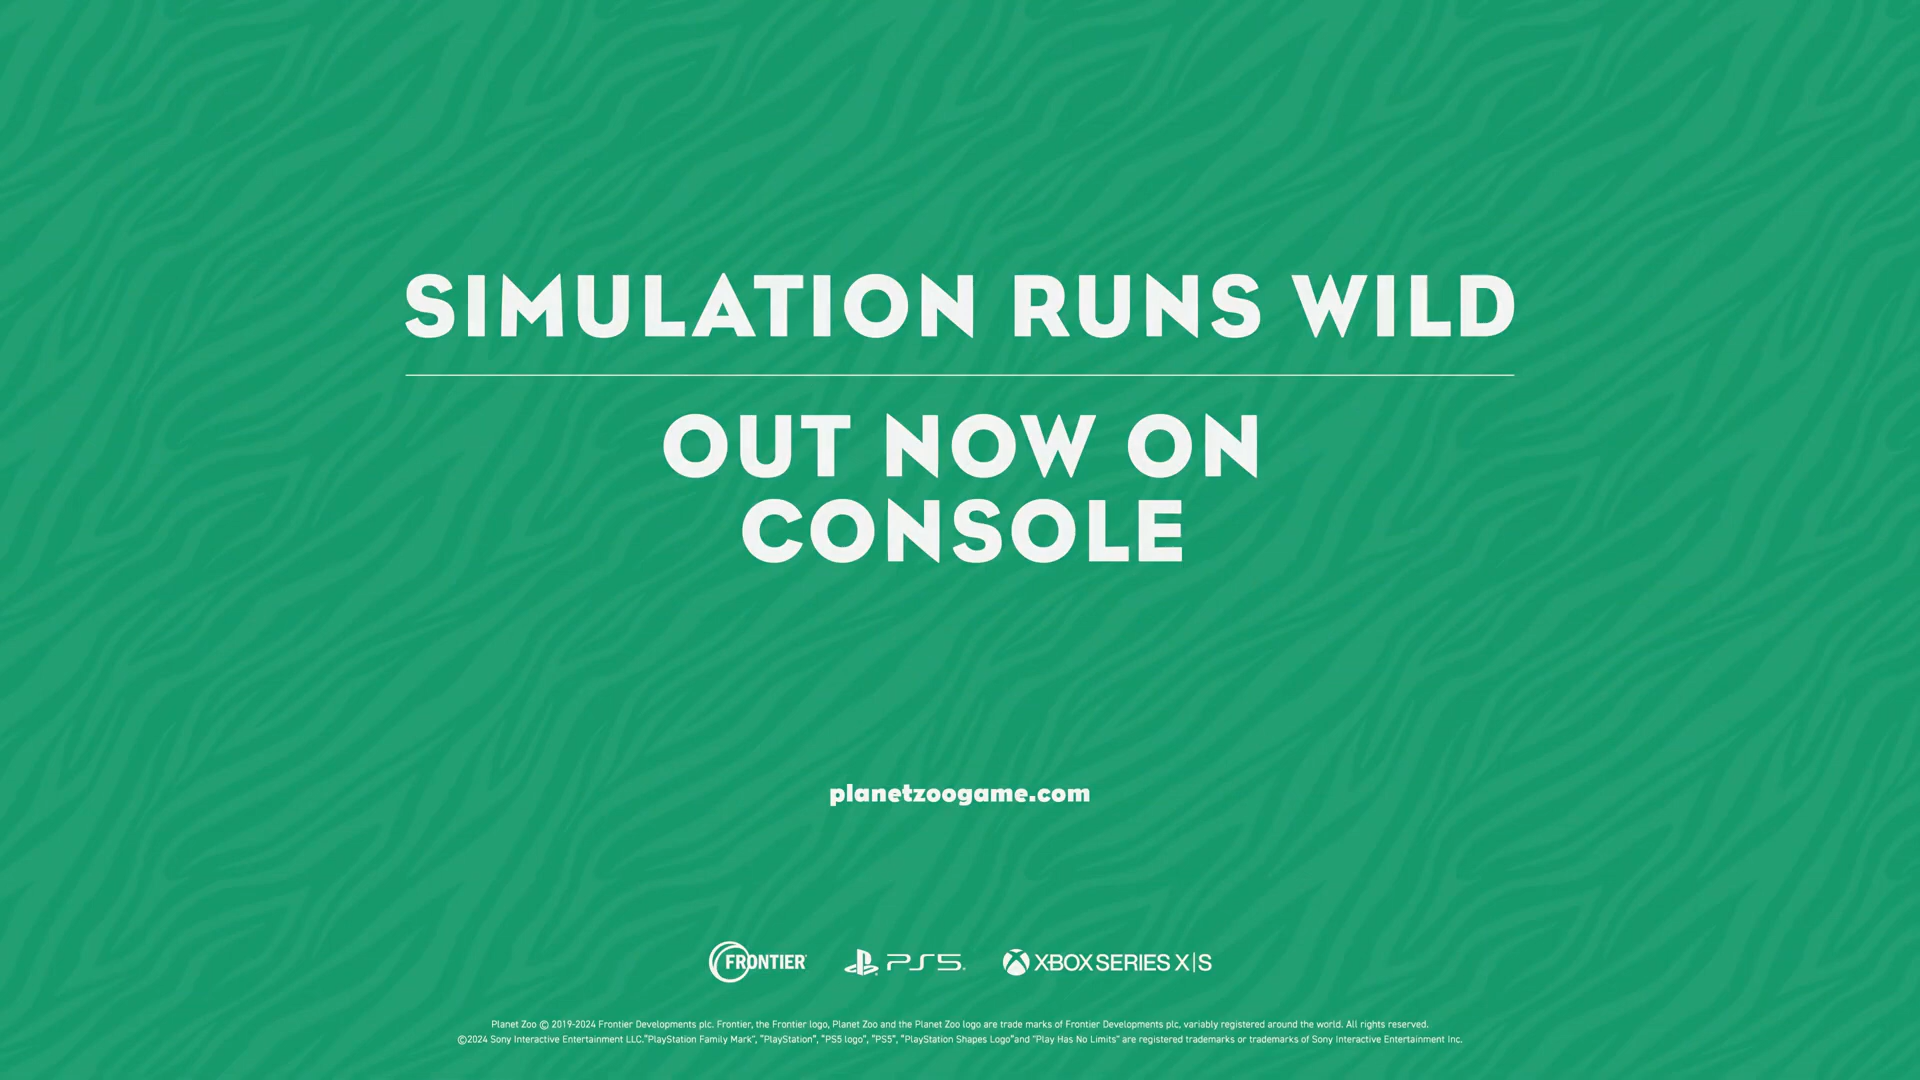 SIMULATION RUNS WILD
OUT NOW ON
CONSOLE
planetzoogame.com
FRONTIER PS5 XBOX SERIES X|S
Planet Zoo © 2019-2024 Frontier Developments plc. Frontier, the Frontier logo, Planet Zoo and the Planet Zoo logo are trade marks of Frontier Developments plc, variably registered around the world. All rights reserved.
©2024 Sony Interactive Entertainment LLC."PlayStation Family Mark", "PlayStation", "PS5 logo", "PS5", "PlayStation Shapes Logo"and "Play Has No Limits" are registered trademarks or trademarks of Sony Interactive Entertainment Inc.